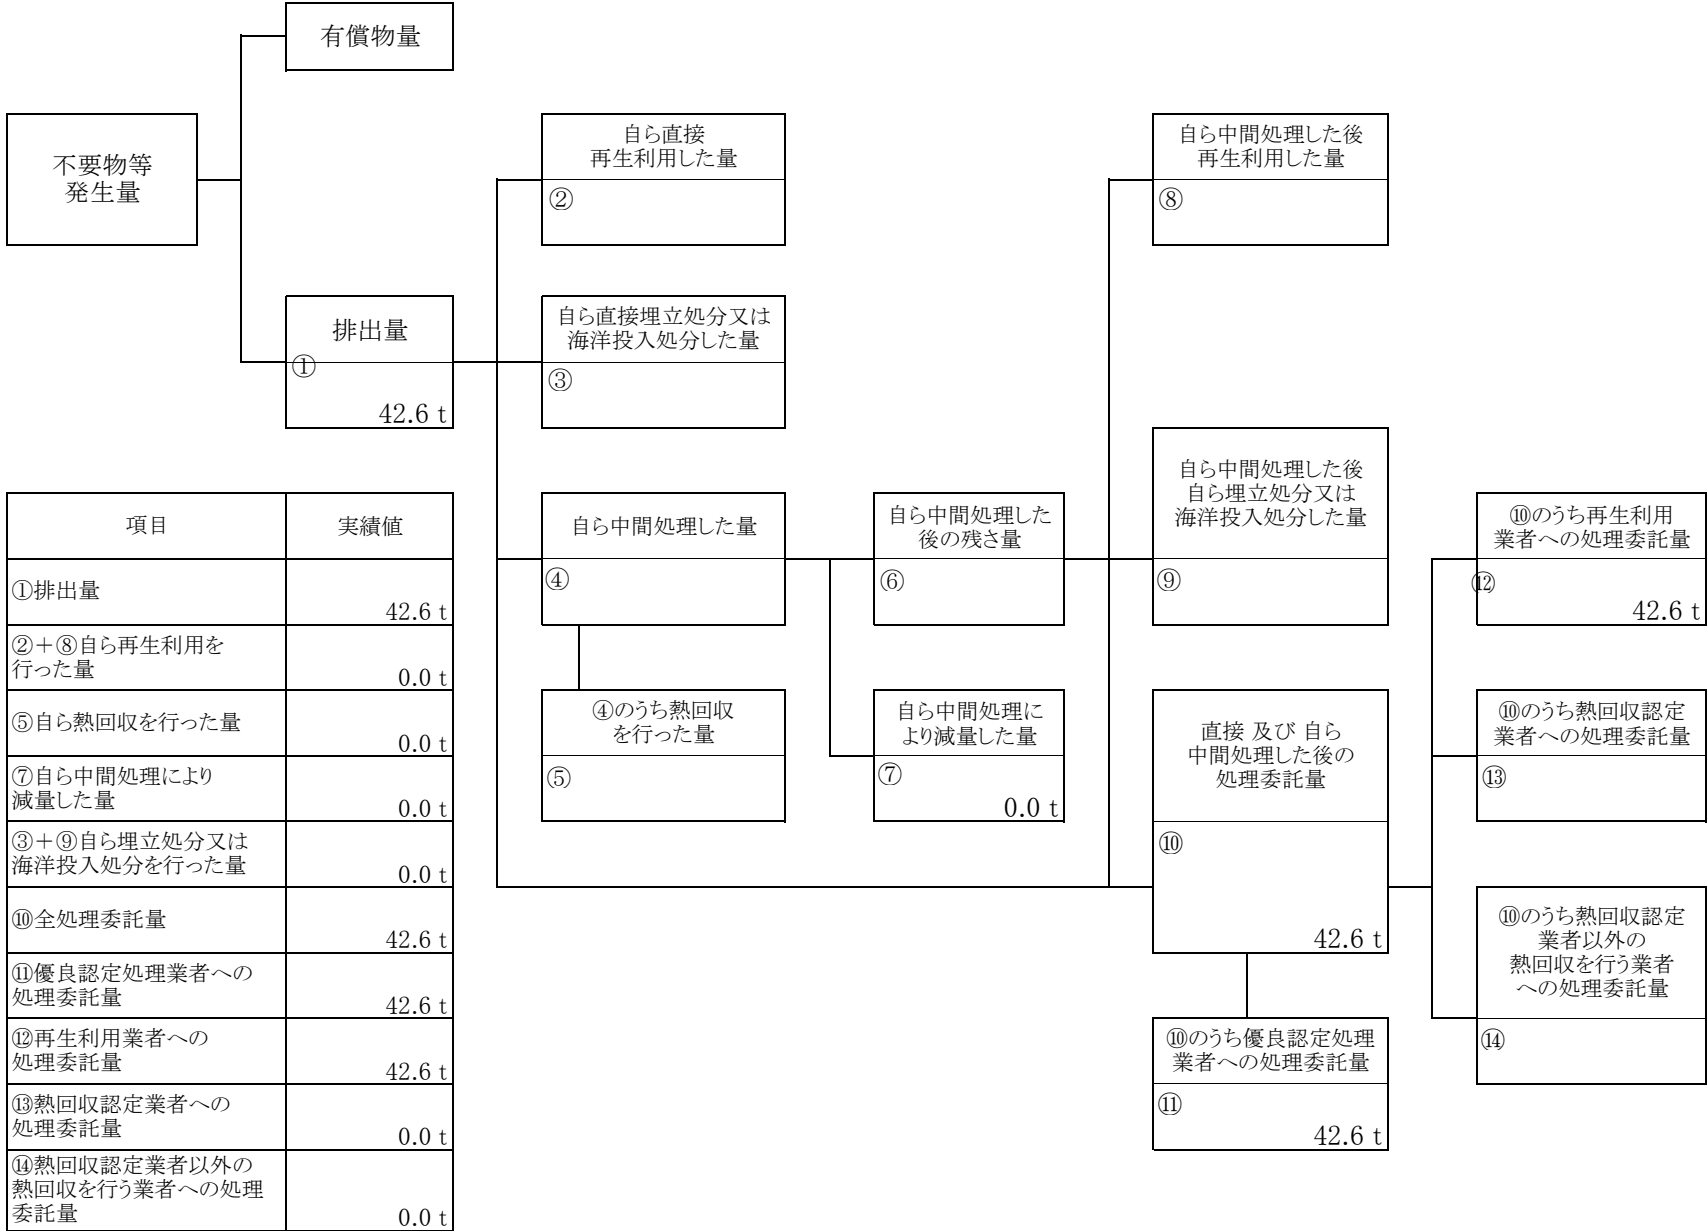 有償物量
不要物等
発生量
自ら直接
再生利用した量
②
自ら中間処理した後
再生利用した量
⑧
排出量
①
42.6 t
自ら直接埋立処分又は
海洋投入処分した量
③
自ら中間処理した量
④
自ら中間処理した
後の残さ量
⑥
自ら中間処理した後
自ら埋立処分又は
海洋投入処分した量
⑨
⑩のうち再生利用
業者への処理委託量
⑫
42.6 t
④のうち熱回収
を行った量
⑤
自ら中間処理に
より減量した量
⑦
0.0 t
直接 及び 自ら
中間処理した後の
処理委託量
⑩
42.6 t
⑩のうち熱回収認定
業者への処理委託量
⑬
⑩のうち熱回収認定
業者以外の
熱回収を行う業者
への処理委託量
⑭
⑩のうち優良認定処理
業者への処理委託量
⑪
42.6 t
項目 実績値
①排出量
42.6 t
②＋⑧自ら再生利用を
行った量
0.0 t
⑤自ら熱回収を行った量
0.0 t
⑦自ら中間処理により
減量した量
0.0 t
③＋⑨自ら埋立処分又は
海洋投入処分を行った量
0.0 t
⑩全処理委託量
42.6 t
⑪優良認定処理業者への
処理委託量
42.6 t
⑫再生利用業者への
処理委託量
42.6 t
⑬熱回収認定業者への
処理委託量
0.0 t
⑭熱回収認定業者以外の
熱回収を行う業者への処理
委託量
0.0 t